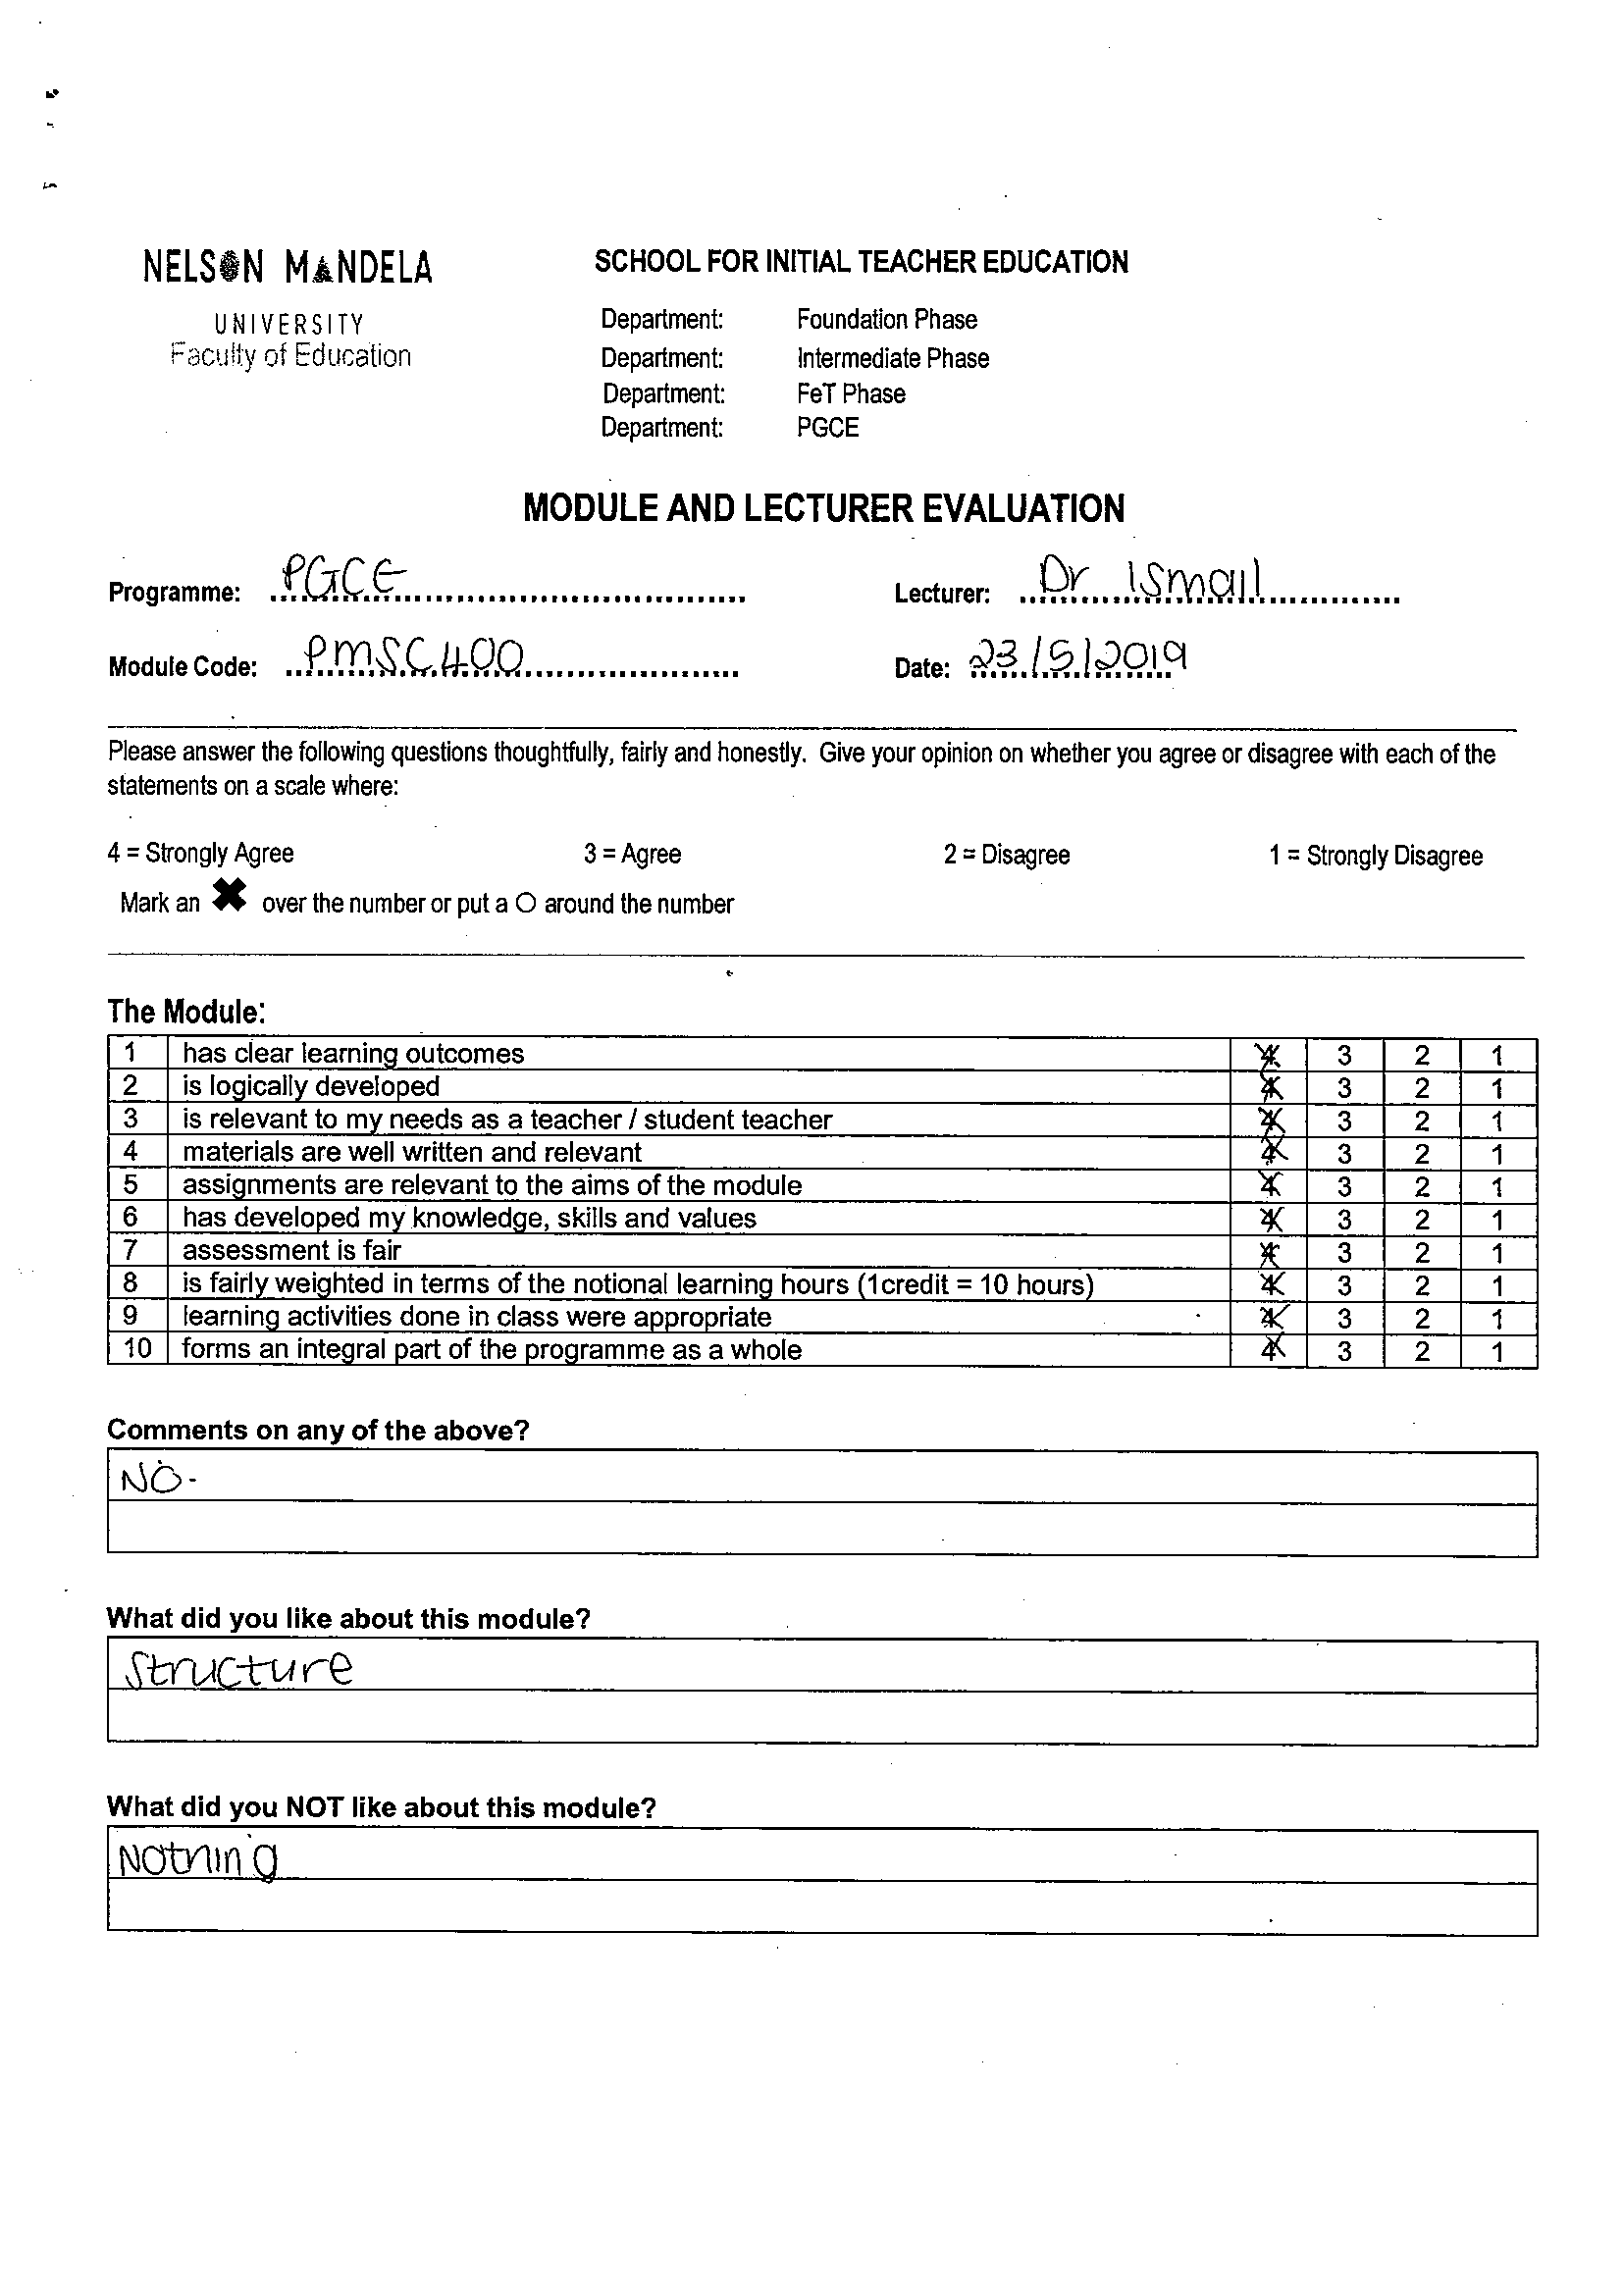 NELSON MANDELA
UNIVERSITY
Faculty of Education
SCHOOL FOR INITIAL TEACHER EDUCATION
Department: Foundation Phase
Department: Intermediate Phase
Department: FeT Phase
Department: PGCE
MODULE AND LECTURER EVALUATION
Programme: PGCE Lecturer: Dr Ismail
Module Code: PMSC400 Date: 23/5/2019
Please answer the following questions thoughtfully, fairly and honestly. Give your opinion on whether you agree or disagree with each of the
statements on a scale where:
4 = Strongly Agree 3 = Agree 2 = Disagree 1 = Strongly Disagree
Mark an ✖ over the number or put a O around the number
The Module:
1 has clear learning outcomes 4 3 2 1
2 is logically developed 4 3 2 1
3 is relevant to my needs as a teacher / student teacher 4 3 2 1
4 materials are well written and relevant 4 3 2 1
5 assignments are relevant to the aims of the module 4 3 2 1
6 has developed my knowledge, skills and values 4 3 2 1
7 assessment is fair 4 3 2 1
8 is fairly weighted in terms of the notional learning hours (1credit = 10 hours) 4 3 2 1
9 learning activities done in class were appropriate 4 3 2 1
10 forms an integral part of the programme as a whole 4 3 2 1
Comments on any of the above?
NO-
What did you like about this module?
Structure
What did you NOT like about this module?
Nothing